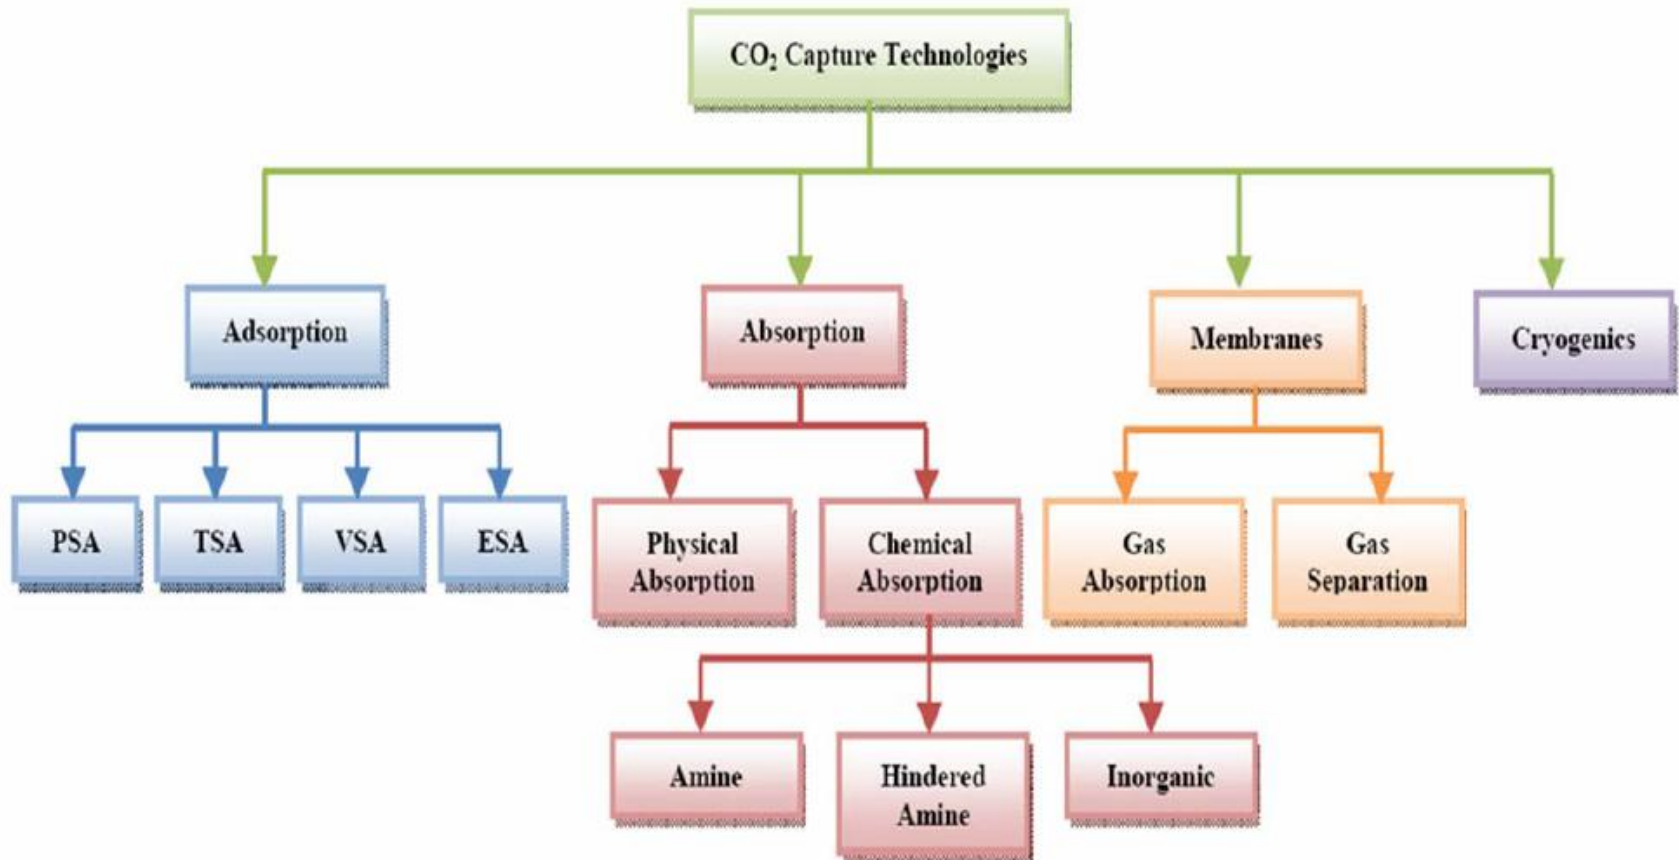 CO₂ Capture Technologies
Adsorption
Absorption
Membranes
Cryogenics
PSA
TSA
VSA
ESA
Physical
Absorption
Chemical
Absorption
Gas
Absorption
Gas
Separation
Amine
Hindered
Amine
Inorganic